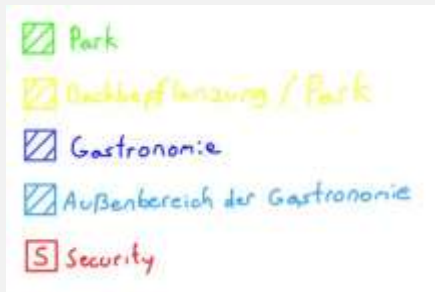 Park
Dachbepflanzung / Park
Gastronomie
Außenbereich der Gastronomie
S Security